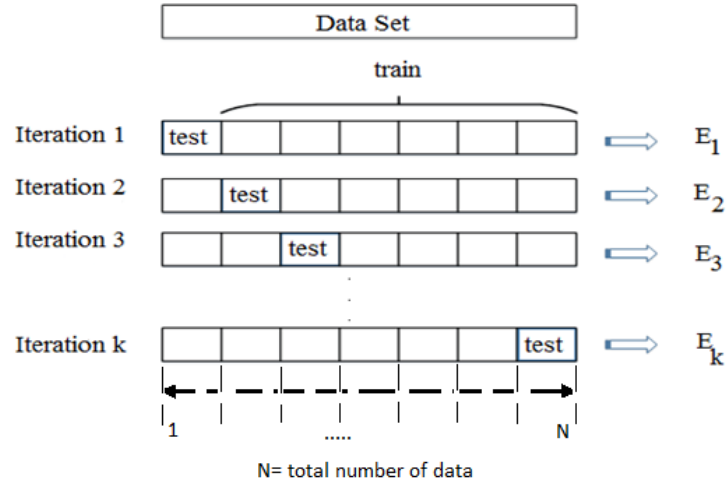 Data Set
train
Iteration 1 test E1
Iteration 2 test E2
Iteration 3 test E3
Iteration k test Ek
1 ..... N
N= total number of data